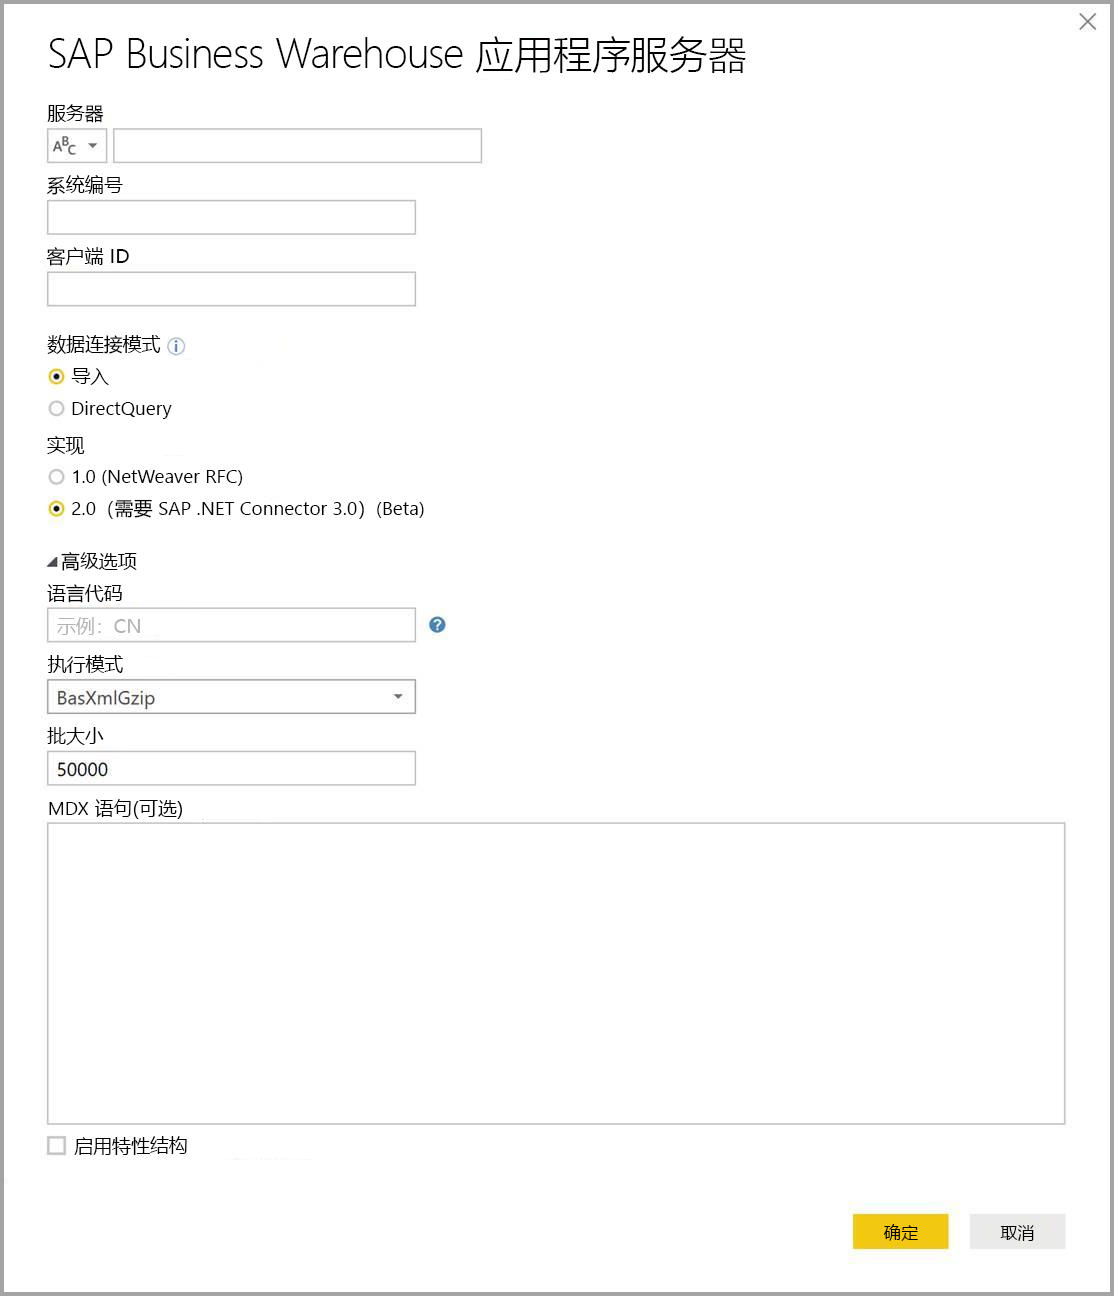 SAP Business Warehouse 应用程序服务器
服务器
ABC
系统编号
客户端 ID
数据连接模式
导入
DirectQuery
实现
1.0 (NetWeaver RFC)
2.0（需要 SAP .NET Connector 3.0）(Beta)
高级选项
语言代码
示例：CN
执行模式
BasXmlGzip
批大小
50000
MDX 语句(可选)
启用特性结构
确定 取消